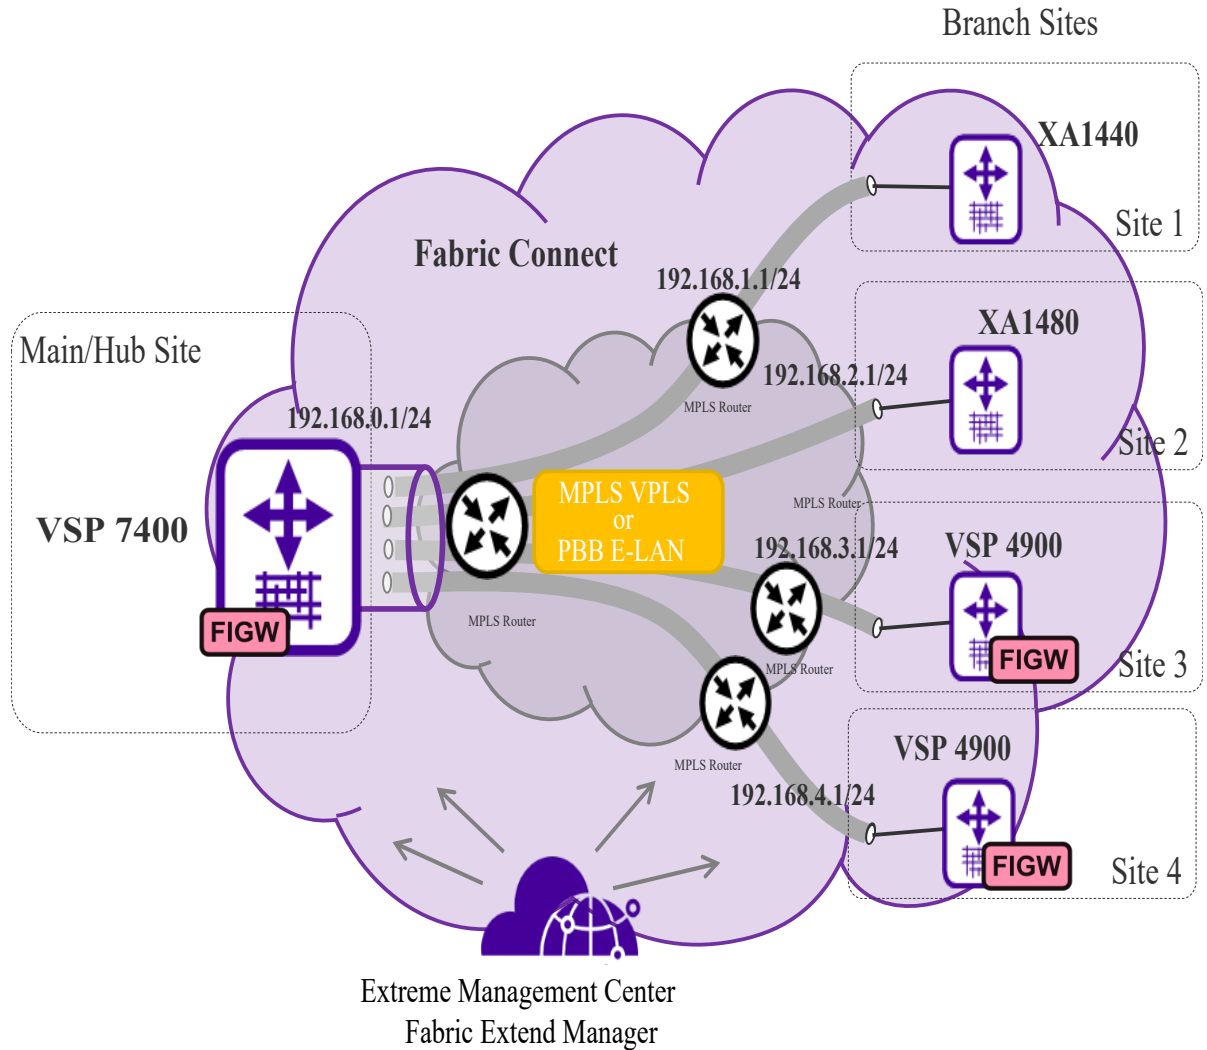 Branch Sites
XA1440
Site 1
Fabric Connect
192.168.1.1/24
MPLS Router
XA1480
192.168.2.1/24
Site 2
Main/Hub Site
192.168.0.1/24
VSP 7400
FIGW
MPLS VPLS
or
PBB E-LAN
MPLS Router
MPLS Router
192.168.3.1/24
VSP 4900
FIGW
Site 3
MPLS Router
MPLS Router
192.168.4.1/24
VSP 4900
FIGW
Site 4
Extreme Management Center
Fabric Extend Manager